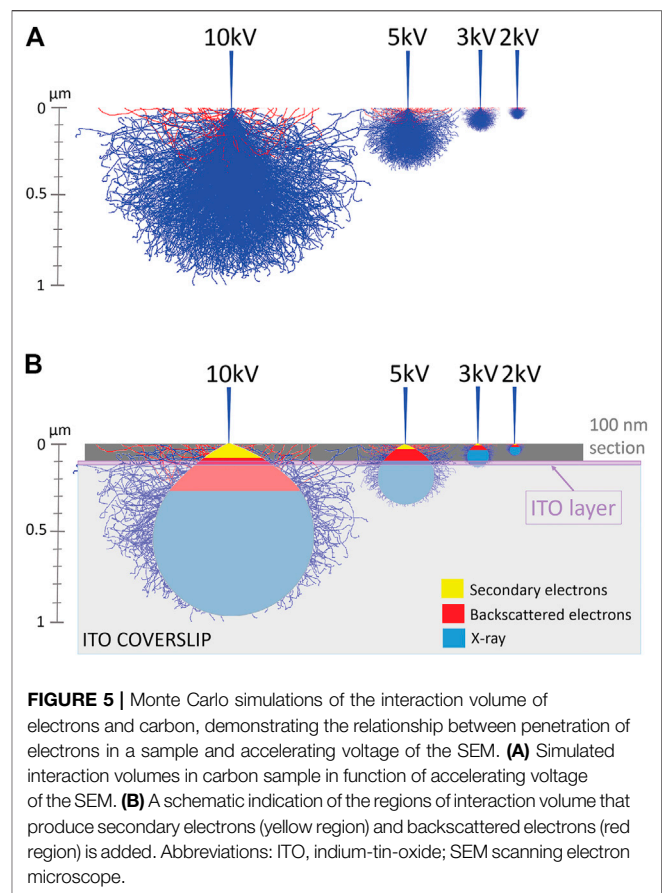 A
10kV
5kV
3kV
2kV
µm
0
0.5
1
B
10kV
5kV
3kV
2kV
µm
0
0.5
1
100 nm
section
ITO layer
Secondary electrons
Backscattered electrons
X-ray
ITO COVERSLIP
FIGURE 5 | Monte Carlo simulations of the interaction volume of
electrons and carbon, demonstrating the relationship between penetration of
electrons in a sample and accelerating voltage of the SEM. (A) Simulated
interaction volumes in carbon sample in function of accelerating voltage
of the SEM. (B) A schematic indication of the regions of interaction volume that
produce secondary electrons (yellow region) and backscattered electrons (red
region) is added. Abbreviations: ITO, indium-tin-oxide; SEM scanning electron
microscope.